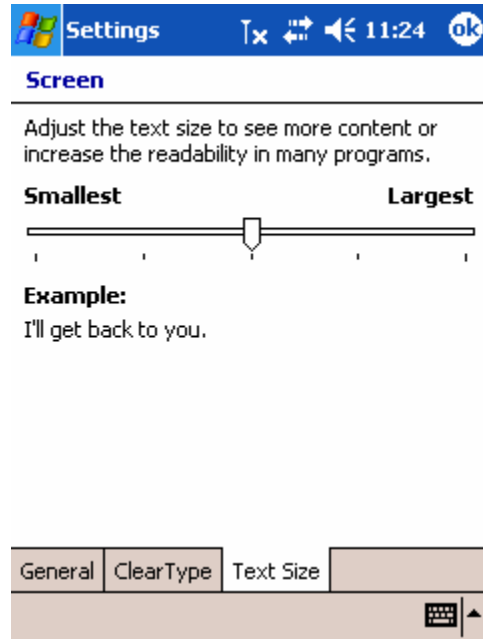 Settings 11:24 ok
Screen
Adjust the text size to see more content or
increase the readability in many programs.
Smallest Largest
Example:
I'll get back to you.
General ClearType Text Size